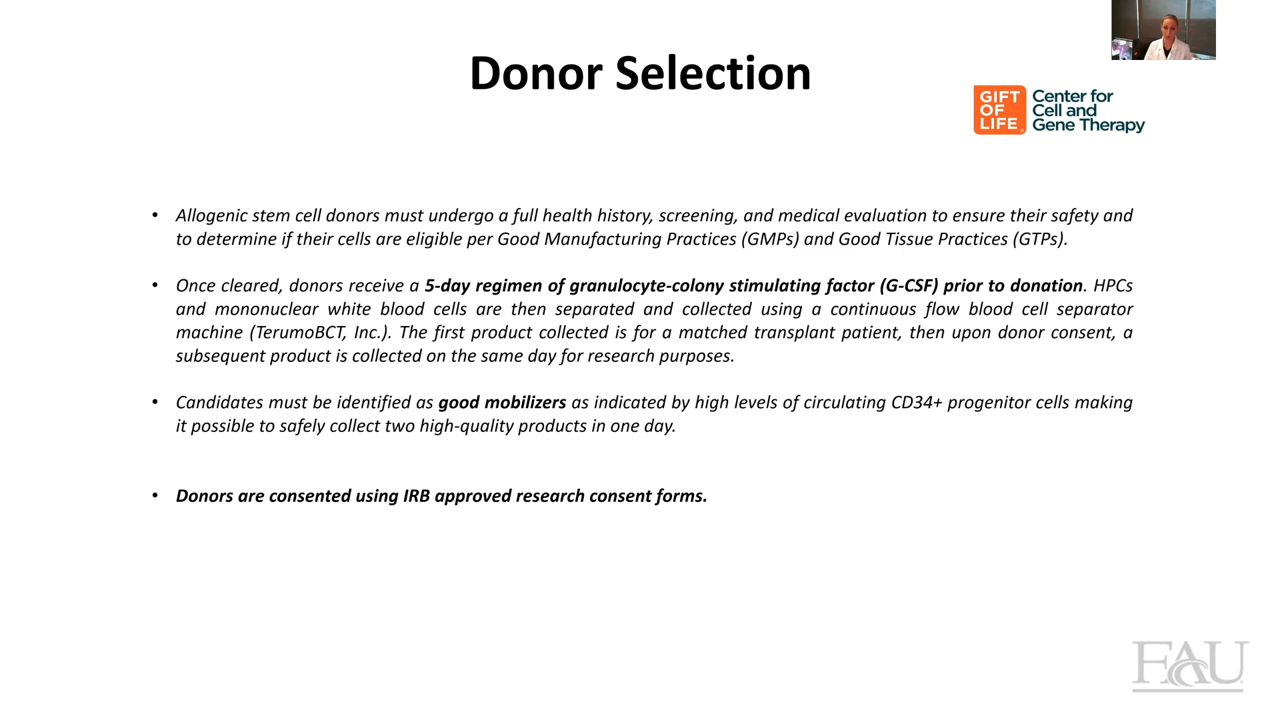 Donor Selection
GIFT
OF
LIFE
Center for
Cell and
Gene Therapy
• Allogenic stem cell donors must undergo a full health history, screening, and medical evaluation to ensure their safety and
to determine if their cells are eligible per Good Manufacturing Practices (GMPs) and Good Tissue Practices (GTPs).
• Once cleared, donors receive a 5-day regimen of granulocyte-colony stimulating factor (G-CSF) prior to donation. HPCs
and mononuclear white blood cells are then separated and collected using a continuous flow blood cell separator
machine (TerumoBCT, Inc.). The first product collected is for a matched transplant patient, then upon donor consent, a
subsequent product is collected on the same day for research purposes.
• Candidates must be identified as good mobilizers as indicated by high levels of circulating CD34+ progenitor cells making
it possible to safely collect two high-quality products in one day.
• Donors are consented using IRB approved research consent forms.
FAU